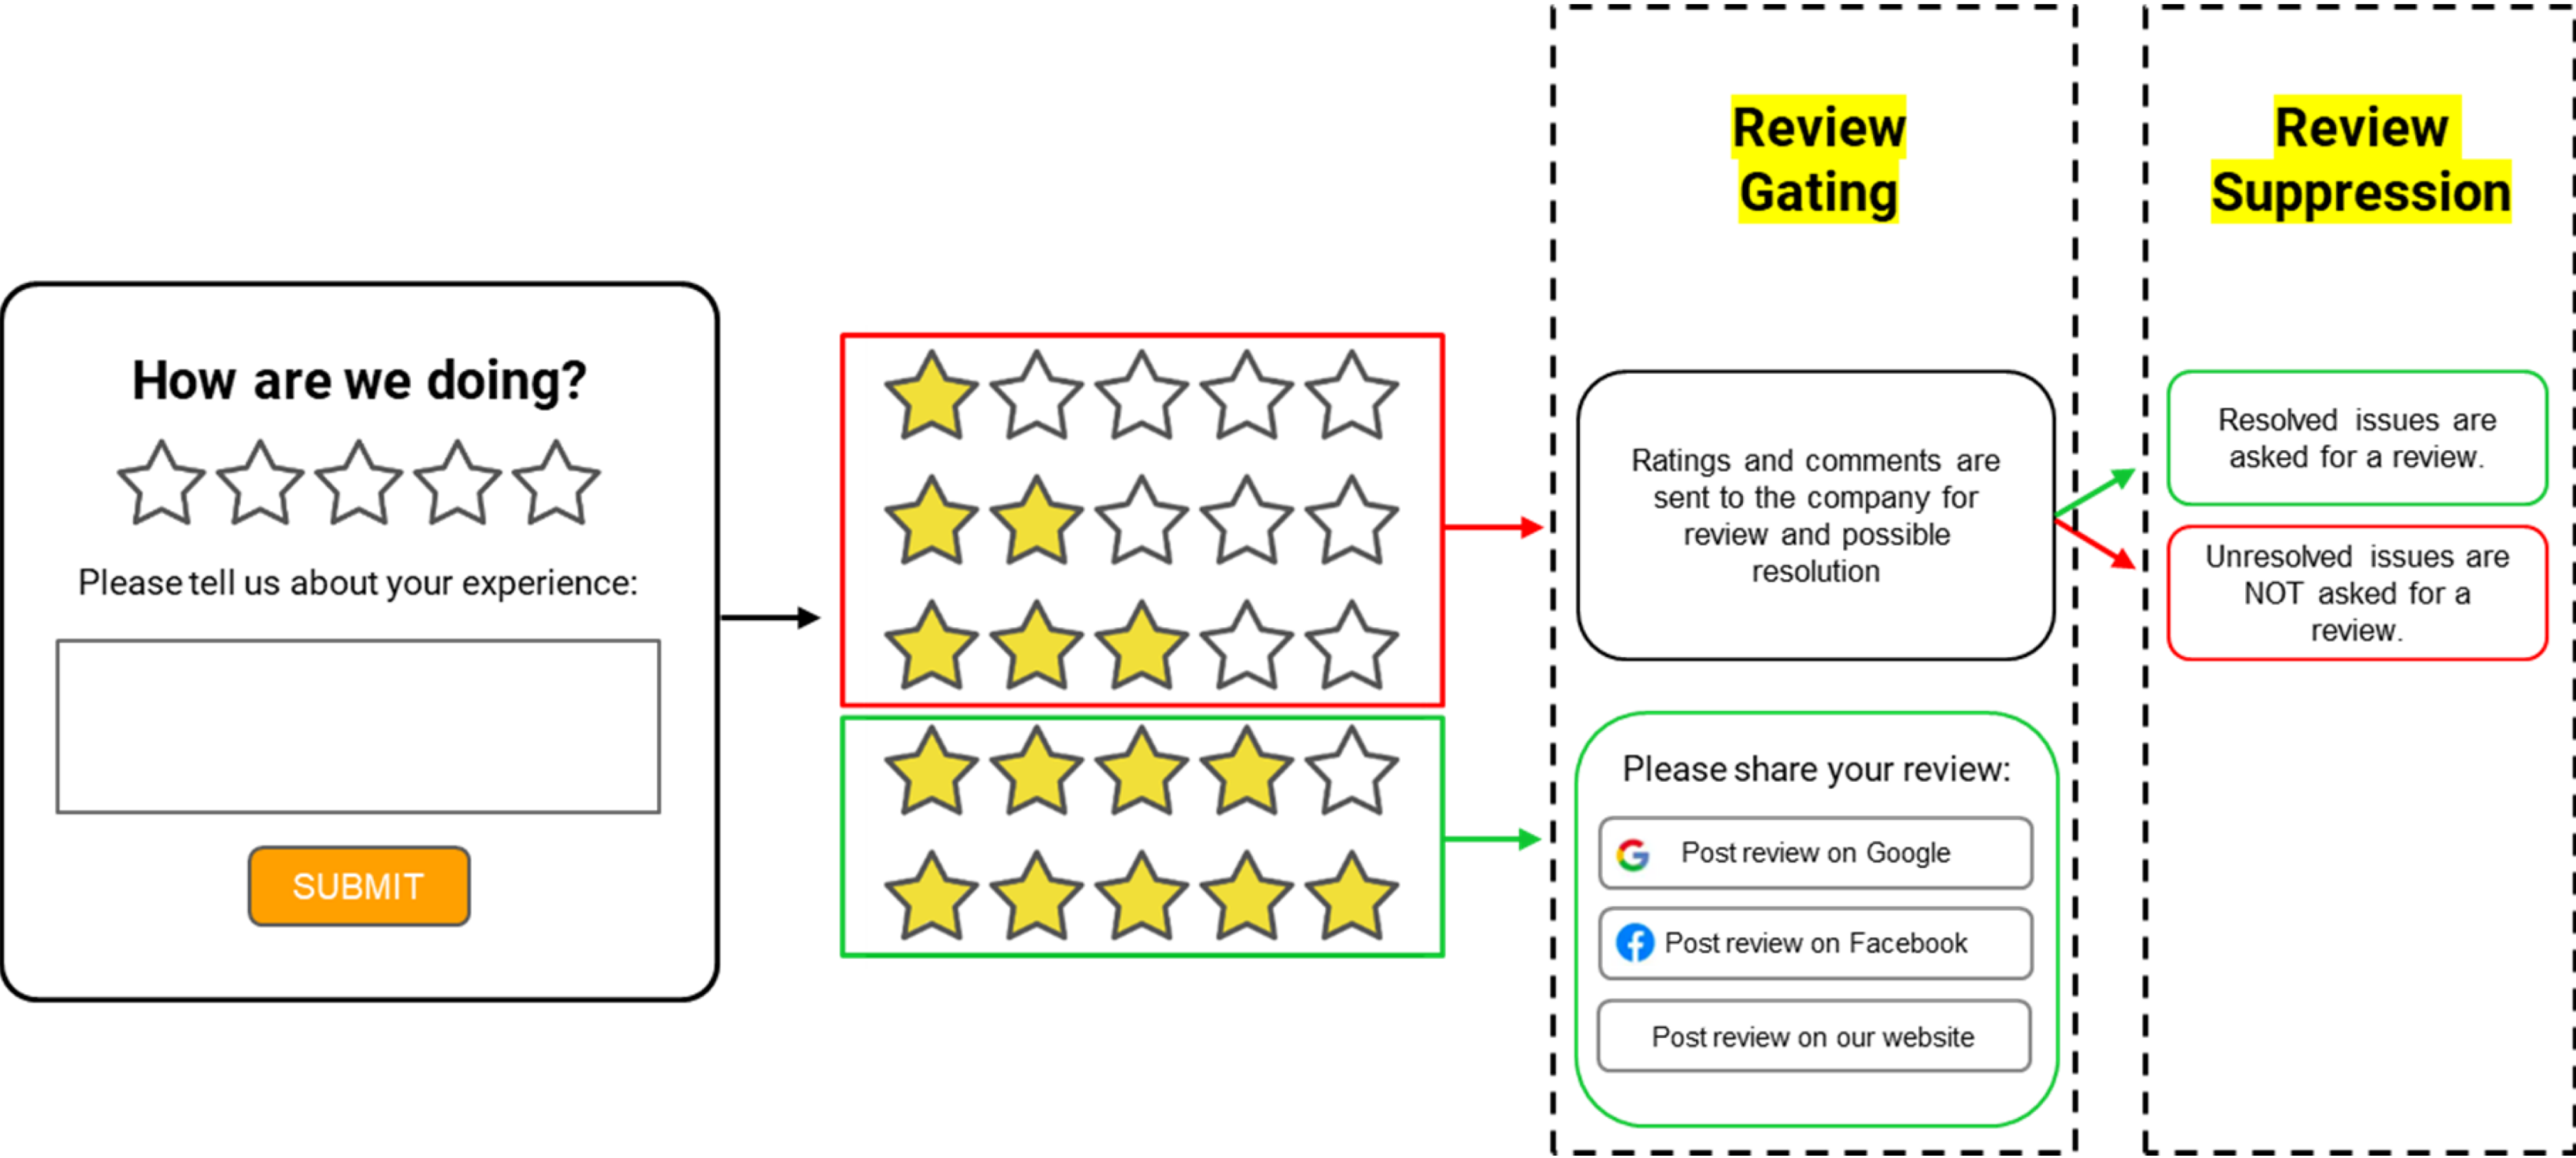 How are we doing?
Please tell us about your experience:
SUBMIT
Review
Gating
Ratings and comments are
sent to the company for
review and possible
resolution
Please share your review:
Post review on Google
Post review on Facebook
Post review on our website
Review
Suppression
Resolved issues are
asked for a review.
Unresolved issues are
NOT asked for a
review.